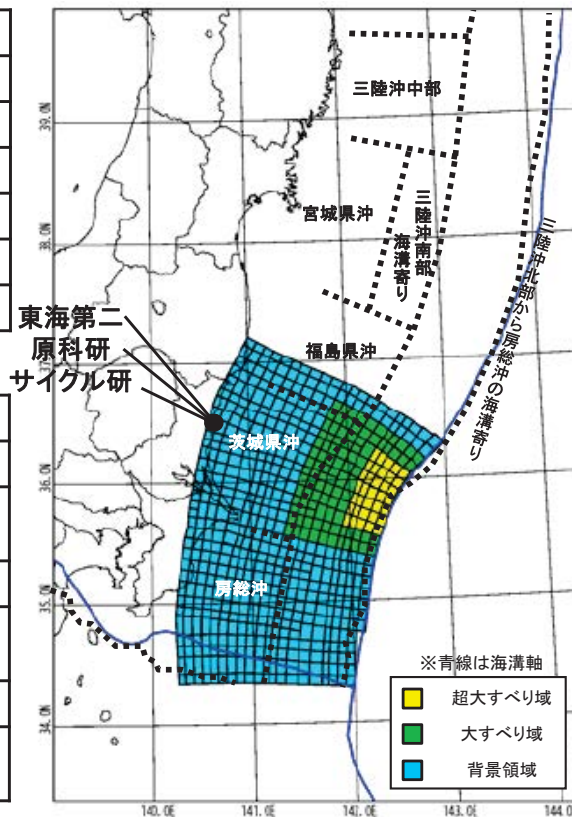 三陸沖中部
39.0N
宮城県沖
三陸沖南部
海溝寄り
38.0N
三陸沖北部から房総沖の海溝寄り
東海第二
原科研
サイクル研
福島県沖
茨城県沖
36.0N
房総沖
35.0N
※青線は海溝軸
超大すべり域
大すべり域
背景領域
34.0N
140.0E 141.0E 142.0E 143.0E 144.0